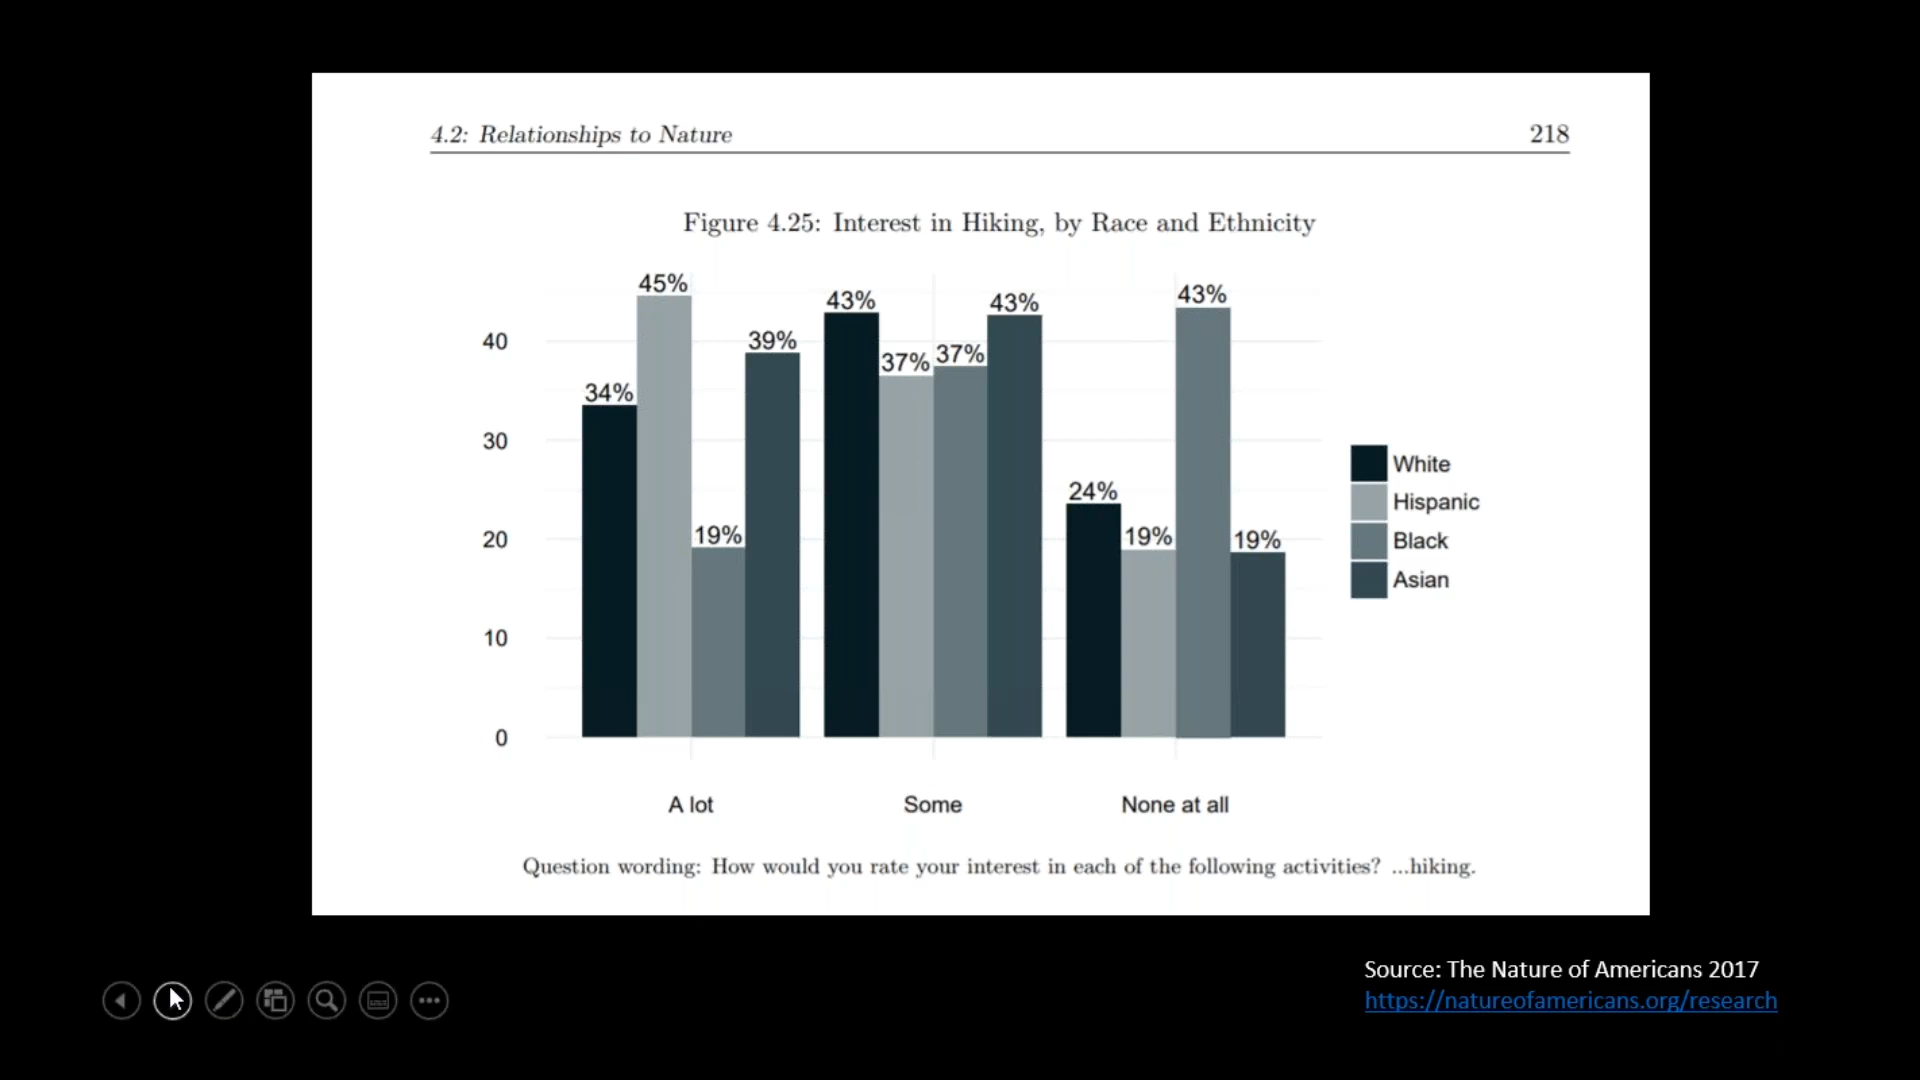 4.2: Relationships to Nature 218
Figure 4.25: Interest in Hiking, by Race and Ethnicity
45%
43%
43%
43%
40
39%
37%
37%
34%
30
24%
20
19%
19%
19%
10
0
White
Hispanic
Black
Asian
A lot
Some
None at all
Question wording: How would you rate your interest in each of the following activities? ...hiking.
Source: The Nature of Americans 2017
https://natureofamericans.org/research